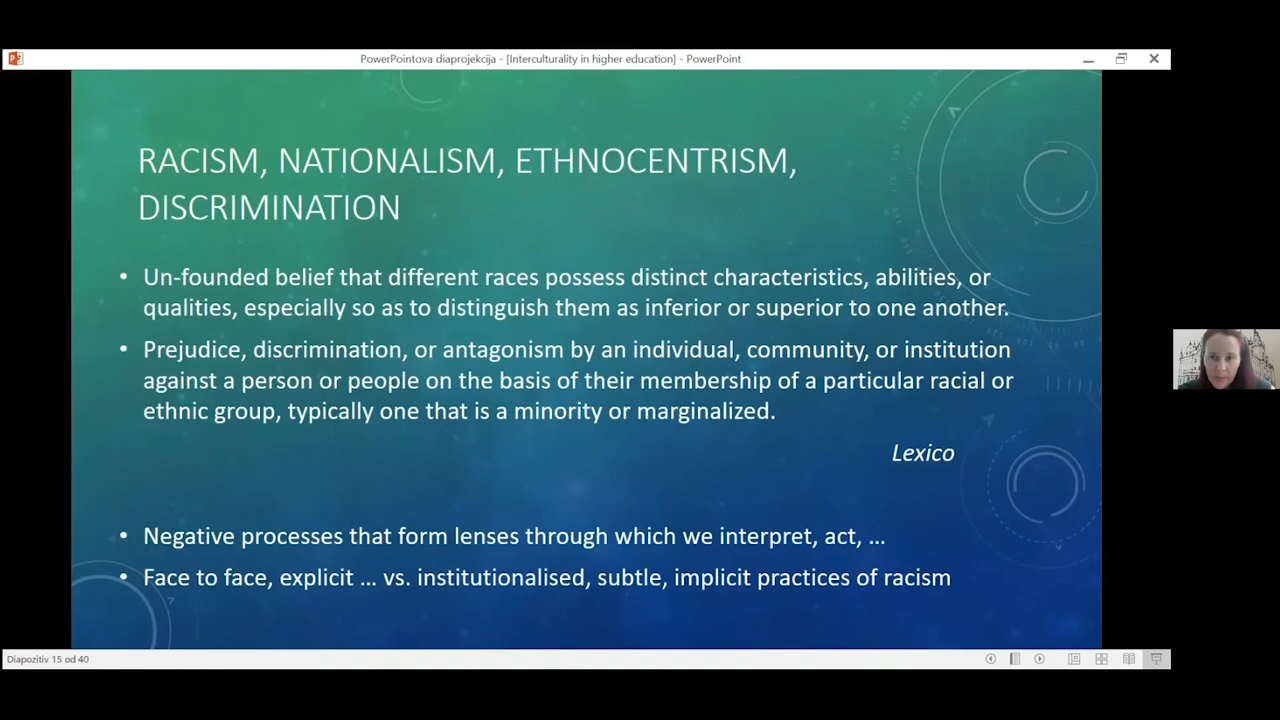 PowerPointova diaprojekcija - [Interculturality in higher education] - PowerPoint
RACISM, NATIONALISM, ETHNOCENTRISM,
DISCRIMINATION
• Un-founded belief that different races possess distinct characteristics, abilities, or
qualities, especially so as to distinguish them as inferior or superior to one another.
• Prejudice, discrimination, or antagonism by an individual, community, or institution
against a person or people on the basis of their membership of a particular racial or
ethnic group, typically one that is a minority or marginalized.
Lexico
• Negative processes that form lenses through which we interpret, act, ...
• Face to face, explicit ... vs. institutionalised, subtle, implicit practices of racism
Diapozitiv 15 od 40